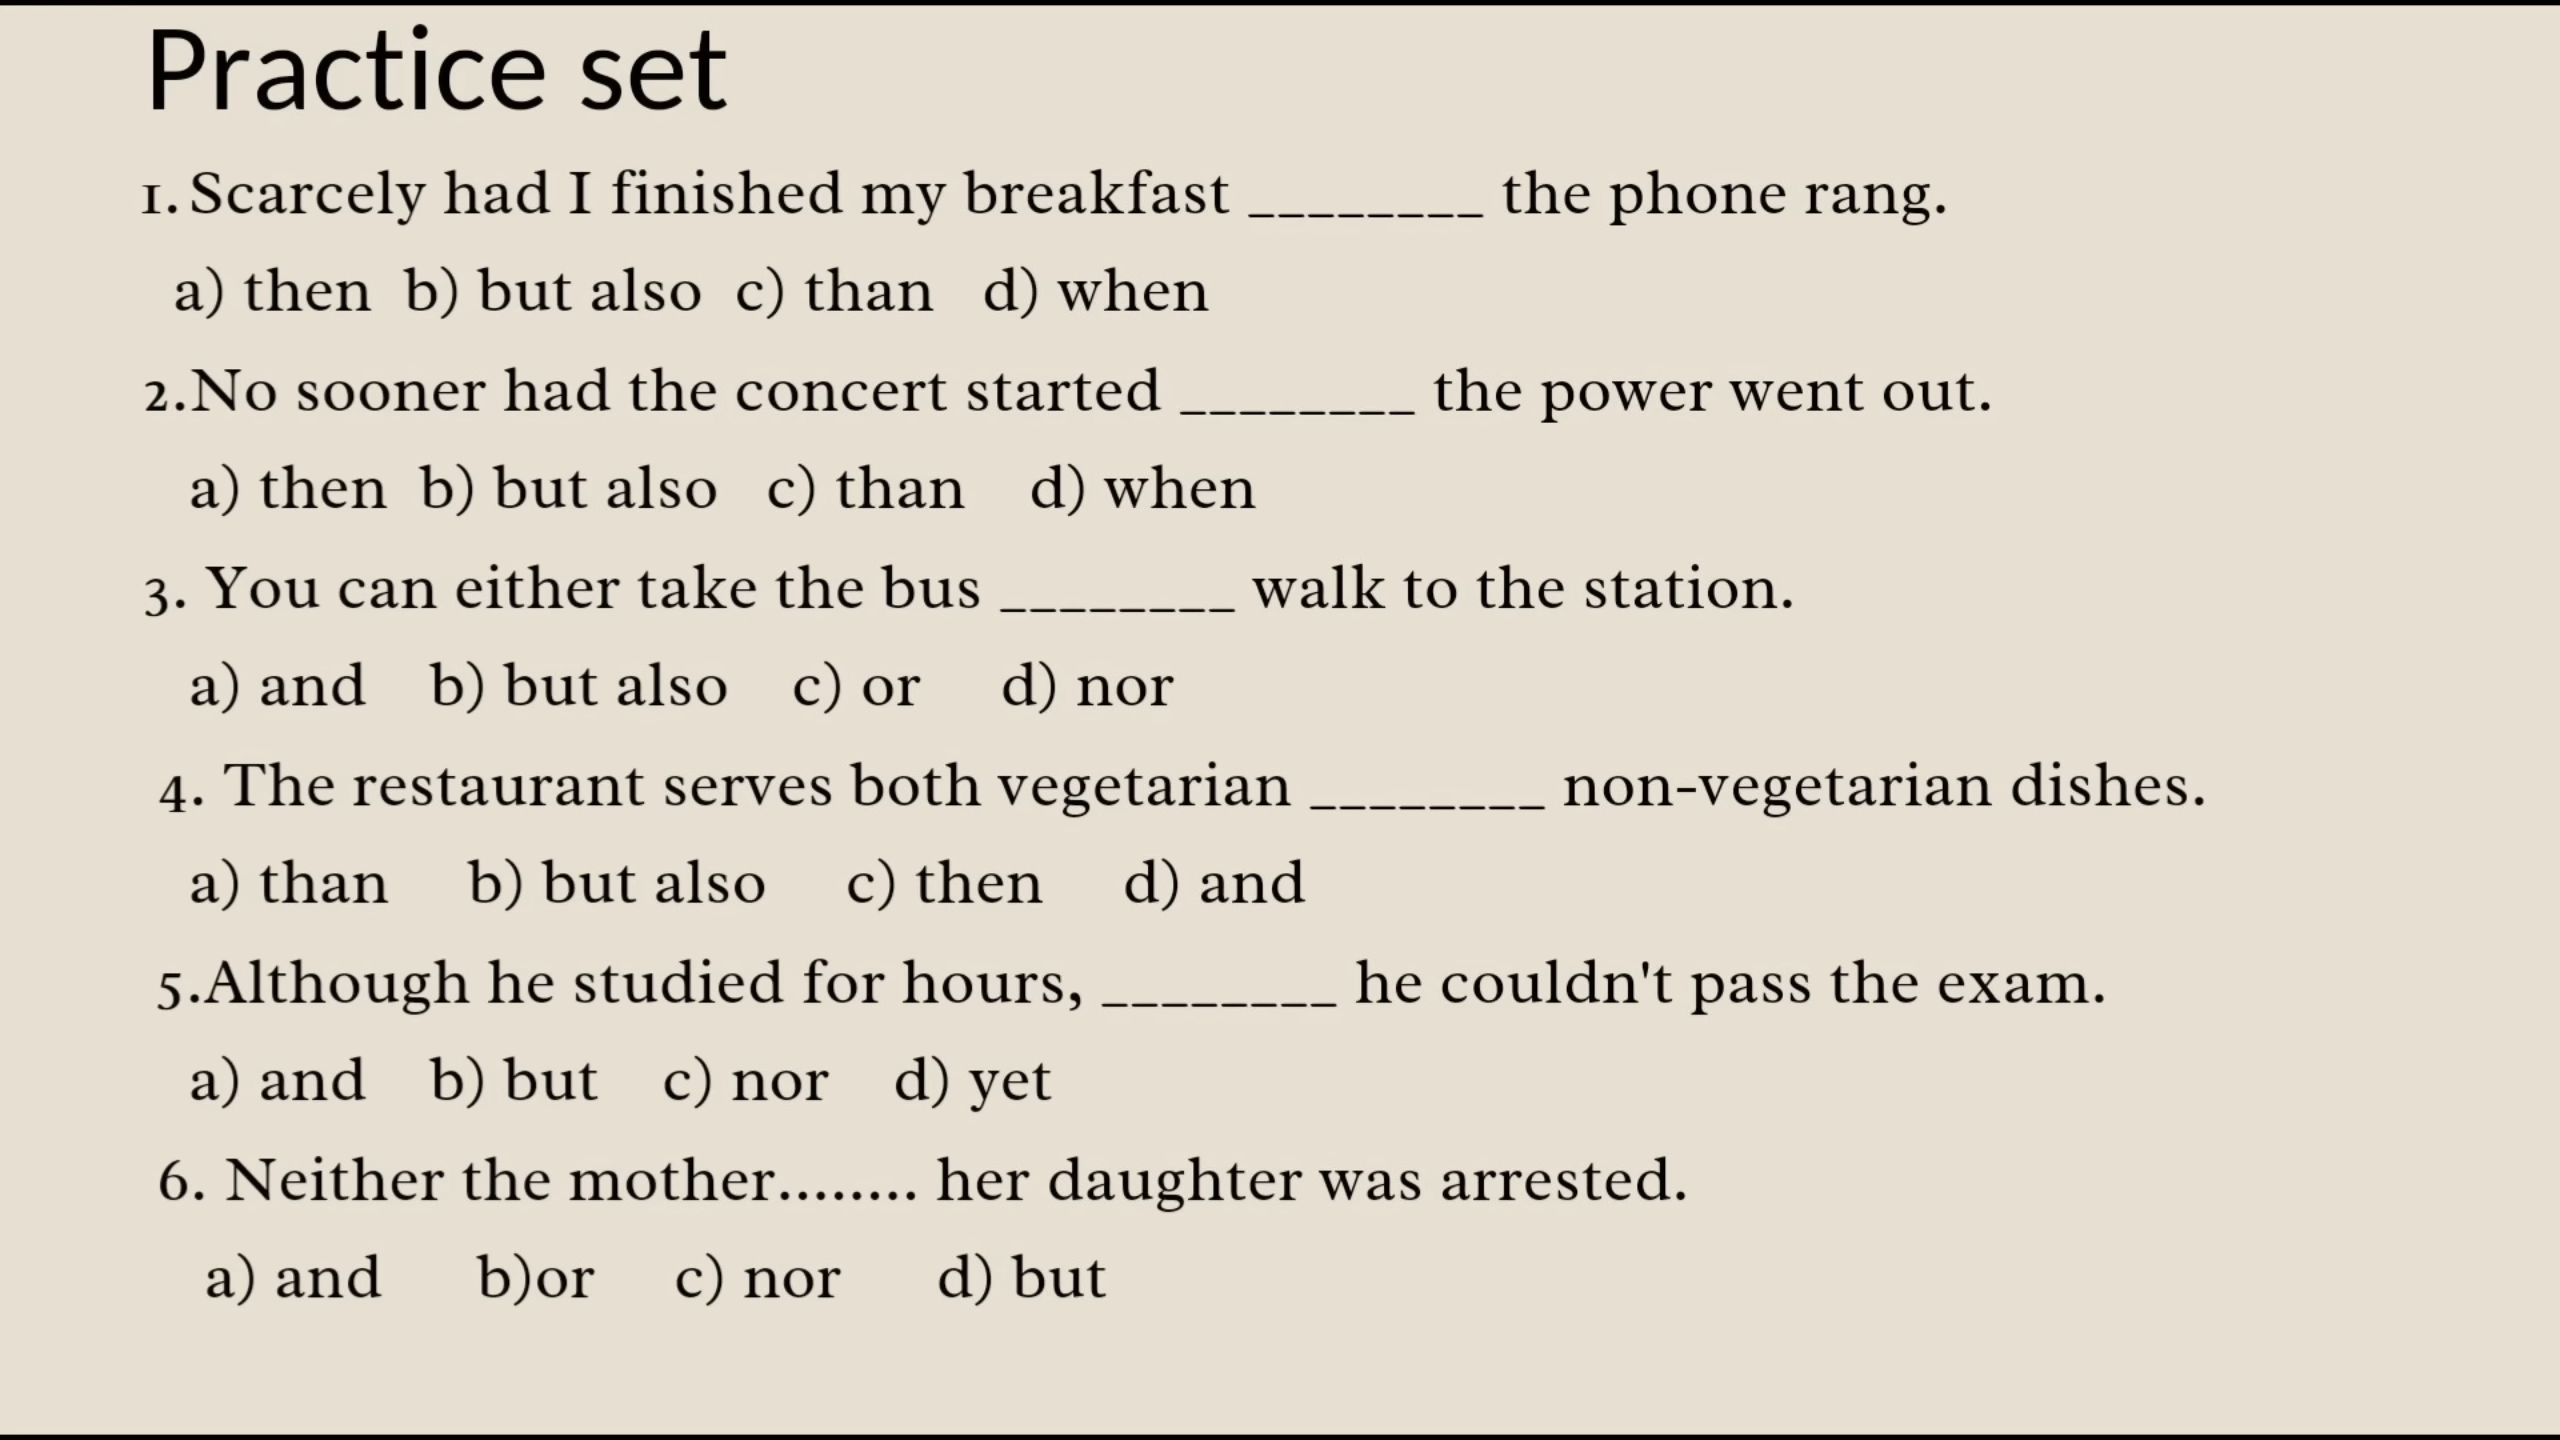 Practice set
1. Scarcely had I finished my breakfast ________ the phone rang.
a) then b) but also c) than d) when
2.No sooner had the concert started ________ the power went out.
a) then b) but also c) than d) when
3. You can either take the bus ________ walk to the station.
a) and b) but also c) or d) nor
4. The restaurant serves both vegetarian ________ non-vegetarian dishes.
a) than b) but also c) then d) and
5.Although he studied for hours, ________ he couldn't pass the exam.
a) and b) but c) nor d) yet
6. Neither the mother........ her daughter was arrested.
a) and b)or c) nor d) but